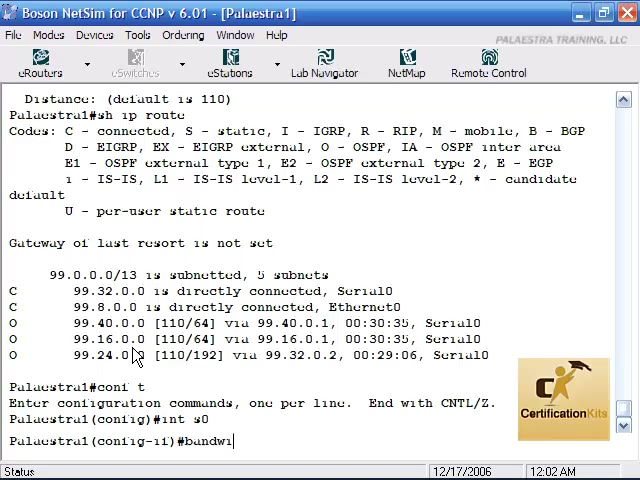 Boson NetSim for CCNP v 6.01 - [Palaestra1]
File Modes Devices Tools Ordering Window Help
PALAESTRA TRAINING, LLC
eRouters eSwitches eStations Lab Navigator NetMap Remote Control
Distance: (default is 110)
Palaestra1#sh ip route
Codes: C - connected, S - static, I - IGRP, R - RIP, M - mobile, B - BGP
D - EIGRP, EX - EIGRP external, O - OSPF, IA - OSPF inter area
E1 - OSPF external type 1, E2 - OSPF external type 2, E - EGP
i - IS-IS, L1 - IS-IS level-1, L2 - IS-IS level-2, * - candidate
default
U - per-user static route
Gateway of last resort is not set
99.0.0.0/13 is subnetted, 5 subnets
C 99.32.0.0 is directly connected, Serial0
C 99.8.0.0 is directly connected, Ethernet0
O 99.40.0.0 [110/64] via 99.40.0.1, 00:30:35, Serial0
O 99.16.0.0 [110/64] via 99.16.0.1, 00:30:35, Serial0
O 99.24.0.0 [110/192] via 99.32.0.2, 00:29:06, Serial0
Palaestra1#conf t
Enter configuration commands, one per line. End with CNTL/Z.
Palaestra1(config)#int s0
Palaestra1(config-if)#bandwi
CertificationKits
Status 12/17/2006 12:02 AM